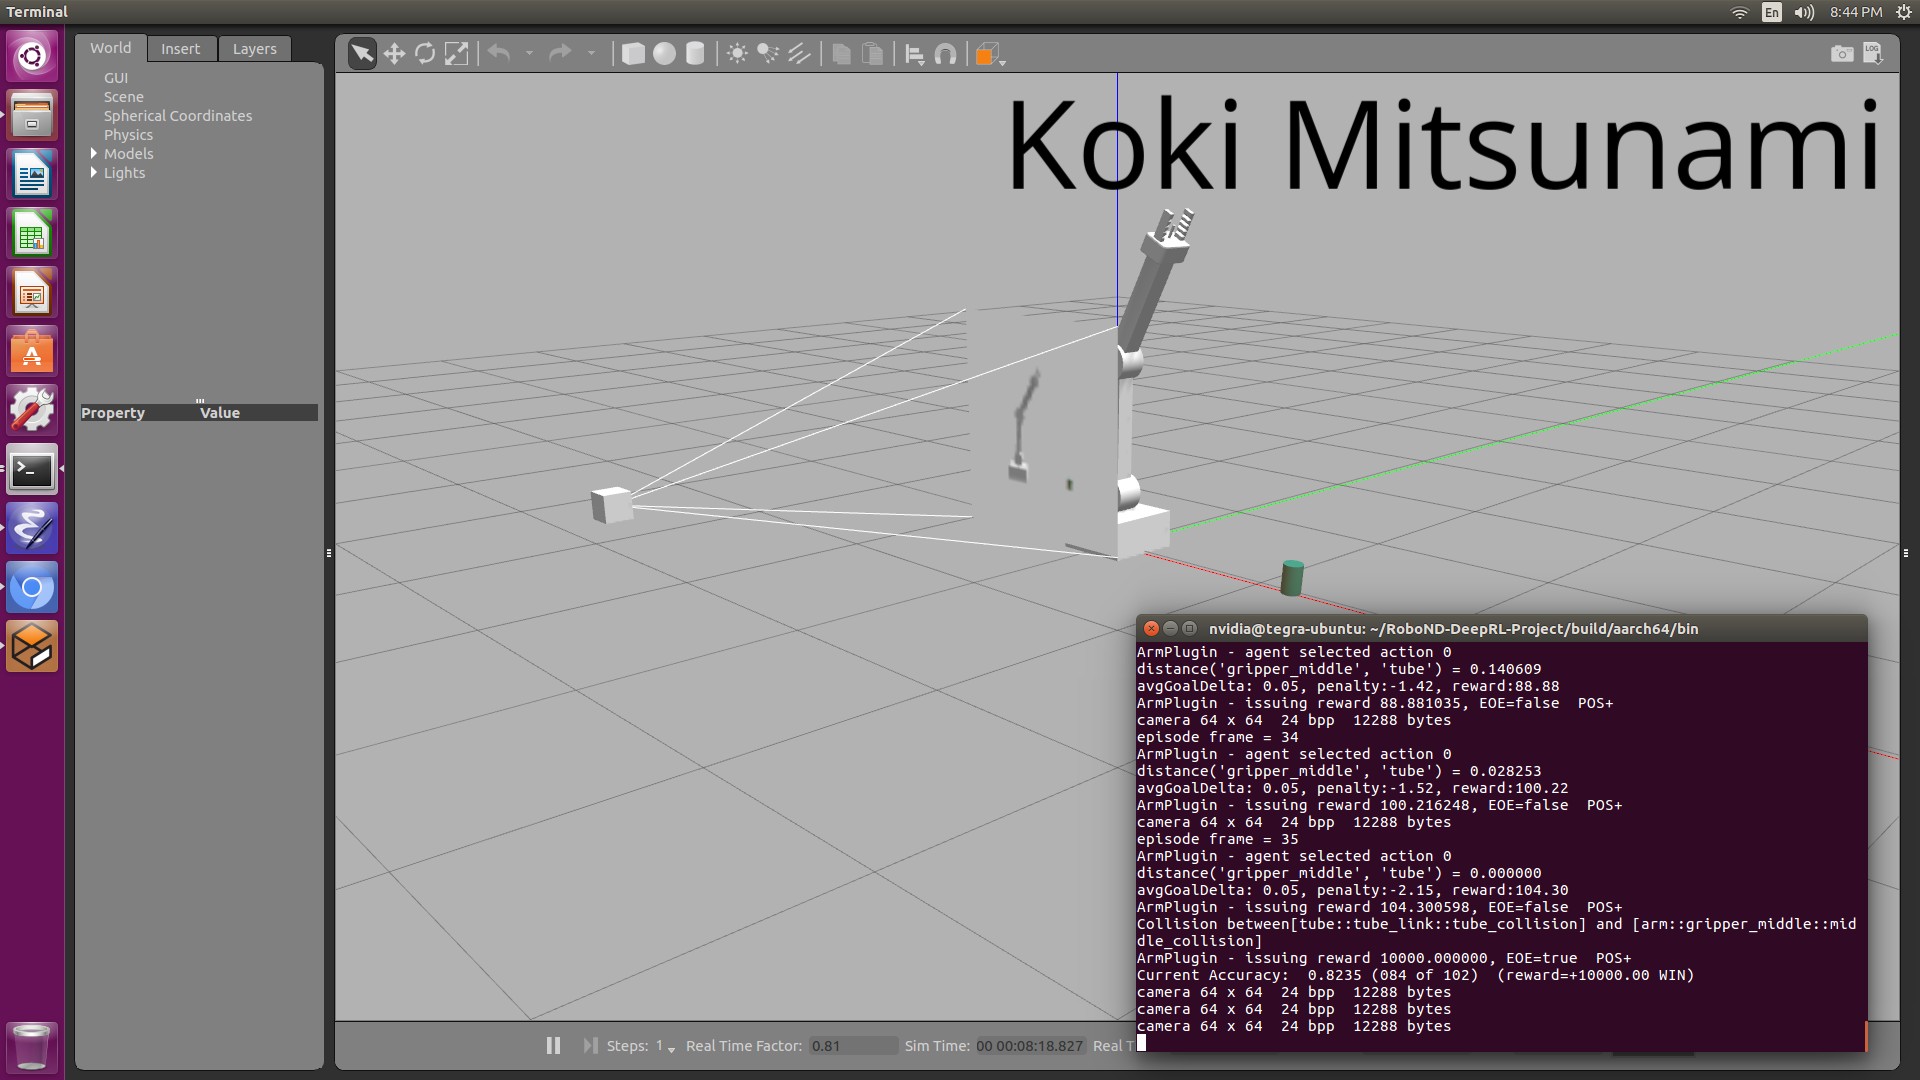 Terminal
En
8:44 PM
World
Insert
Layers
LOG
GUI
Scene
Spherical Coordinates
Physics
Models
Lights
Property Value
Koki Mitsunami
nvidia@tegra-ubuntu: ~/RoboND-DeepRL-Project/build/aarch64/bin
ArmPlugin - agent selected action 0
distance('gripper_middle', 'tube') = 0.140609
avgGoalDelta: 0.05, penalty:-1.42, reward:88.88
ArmPlugin - issuing reward 88.881035, EOE=false  POS+
camera 64 x 64  24 bpp  12288 bytes
episode frame = 34
ArmPlugin - agent selected action 0
distance('gripper_middle', 'tube') = 0.028253
avgGoalDelta: 0.05, penalty:-1.52, reward:100.22
ArmPlugin - issuing reward 100.216248, EOE=false  POS+
camera 64 x 64  24 bpp  12288 bytes
episode frame = 35
ArmPlugin - agent selected action 0
distance('gripper_middle', 'tube') = 0.000000
avgGoalDelta: 0.05, penalty:-2.15, reward:104.30
ArmPlugin - issuing reward 104.300598, EOE=false  POS+
Collision between[tube::tube_link::tube_collision] and [arm::gripper_middle::mid
dle_collision]
ArmPlugin - issuing reward 10000.000000, EOE=true  POS+
Current Accuracy:  0.8235 (084 of 102)  (reward=+10000.00 WIN)
camera 64 x 64  24 bpp  12288 bytes
camera 64 x 64  24 bpp  12288 bytes
camera 64 x 64  24 bpp  12288 bytes
Steps: 1 Real Time Factor: 0.81 Sim Time: 00 00:08:18.827 Real T